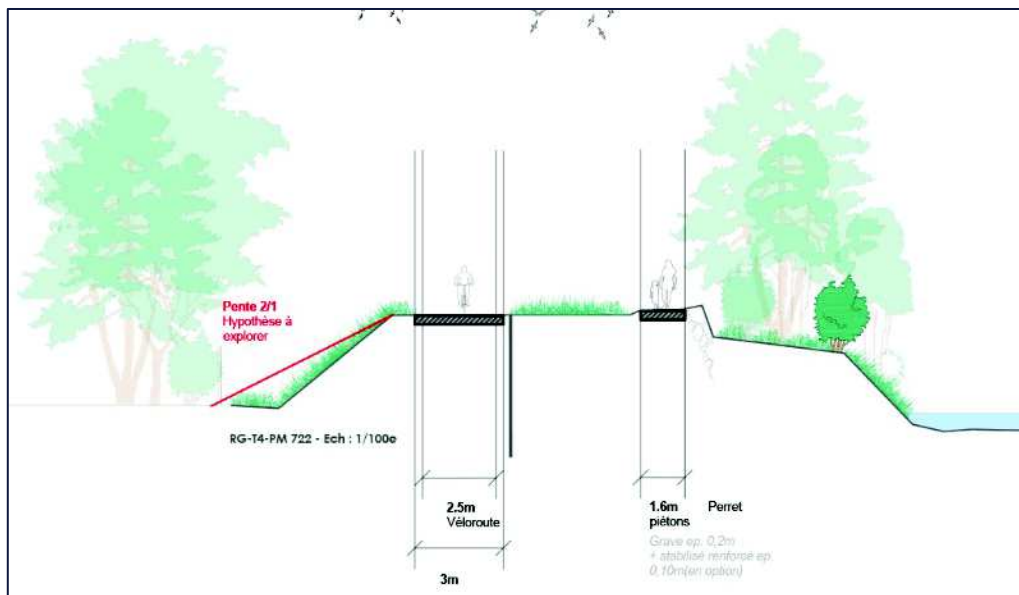 Pente 2/1
Hypothèse à
explorer
RG-T4-PM 722 - Ech : 1/100e
2.5m
Véloroute
3m
1.6m
piétons
Perret
Grave ep. 0,2m
+ stabilisé renforcé ep.
0,10m(en option)